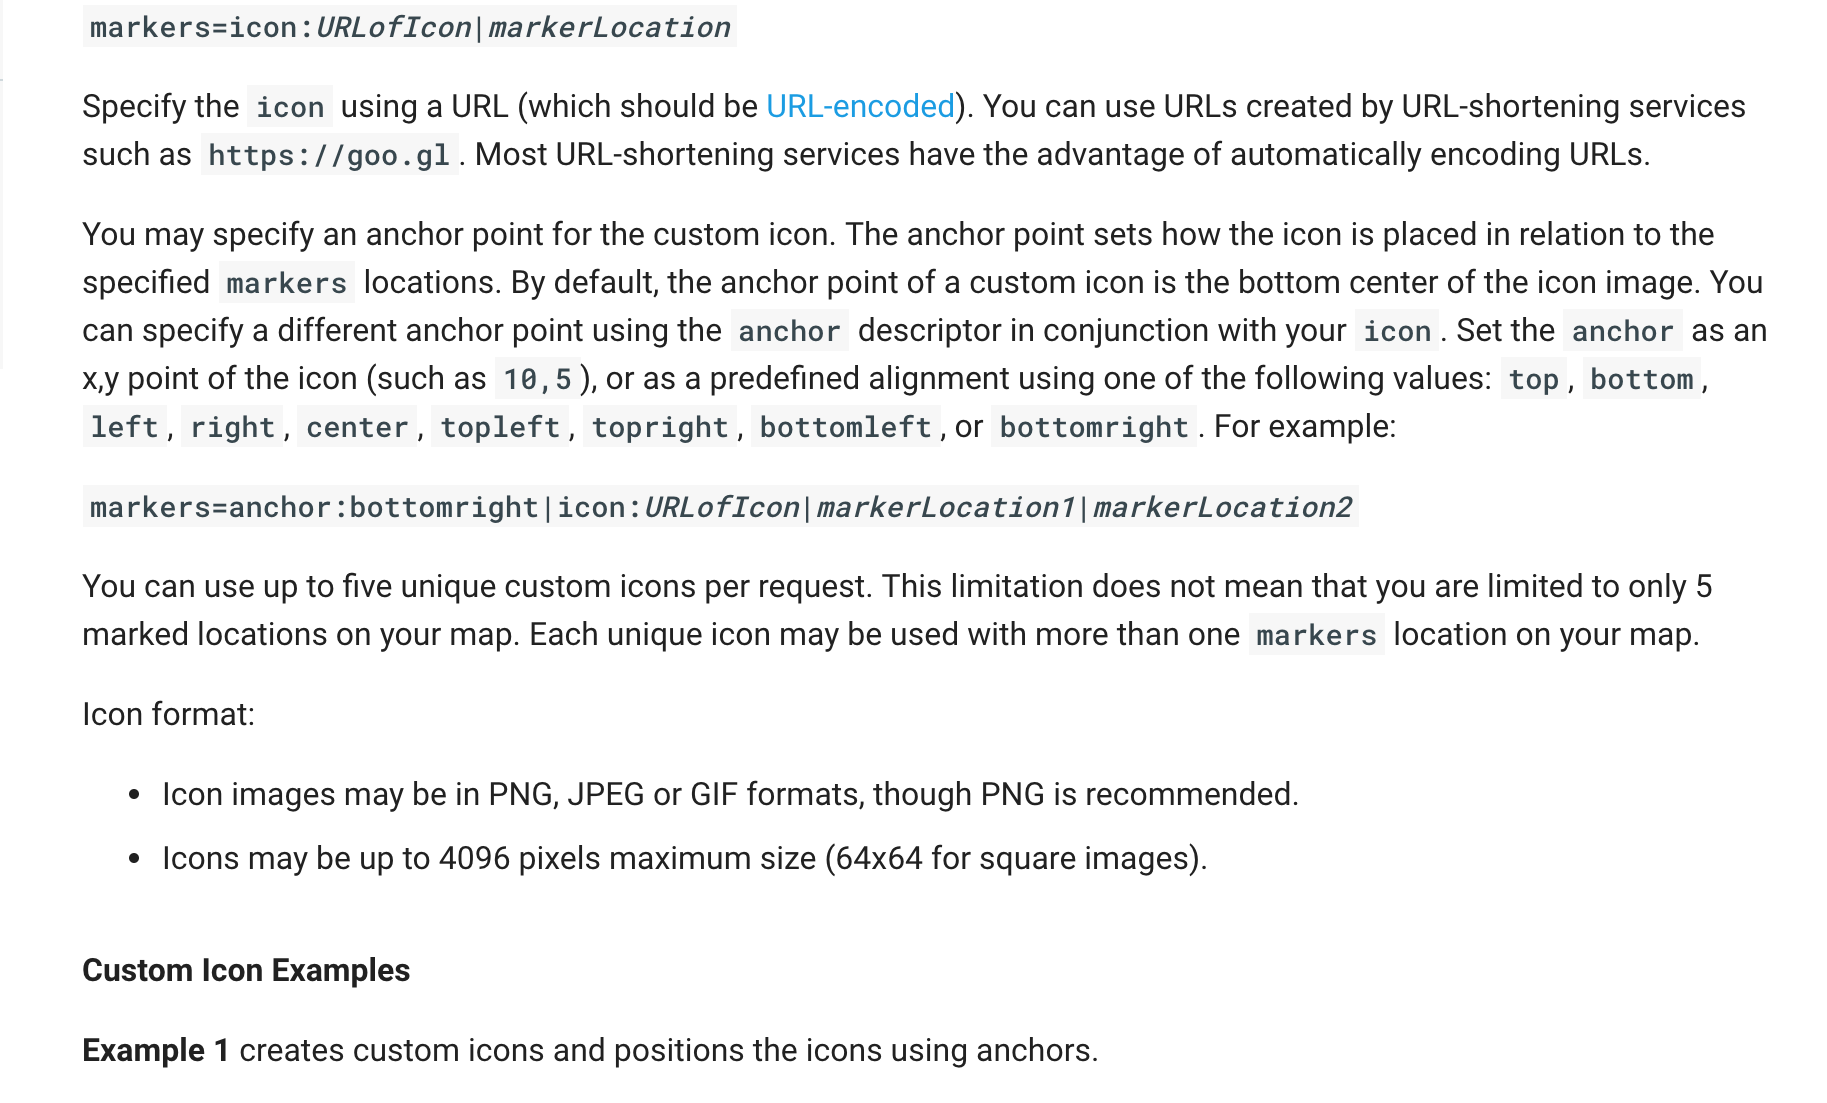 markers=icon:URLofIcon|markerLocation
Specify the icon using a URL (which should be URL-encoded). You can use URLs created by URL-shortening services
such as https://goo.gl. Most URL-shortening services have the advantage of automatically encoding URLs.
You may specify an anchor point for the custom icon. The anchor point sets how the icon is placed in relation to the
specified markers locations. By default, the anchor point of a custom icon is the bottom center of the icon image. You
can specify a different anchor point using the anchor descriptor in conjunction with your icon. Set the anchor as an
x,y point of the icon (such as 10,5), or as a predefined alignment using one of the following values: top, bottom,
left, right, center, topleft, topright, bottomleft, or bottomright. For example:
markers=anchor:bottomright|icon:URLofIcon|markerLocation1|markerLocation2
You can use up to five unique custom icons per request. This limitation does not mean that you are limited to only 5
marked locations on your map. Each unique icon may be used with more than one markers location on your map.
Icon format:
• Icon images may be in PNG, JPEG or GIF formats, though PNG is recommended.
• Icons may be up to 4096 pixels maximum size (64x64 for square images).
Custom Icon Examples
Example 1 creates custom icons and positions the icons using anchors.